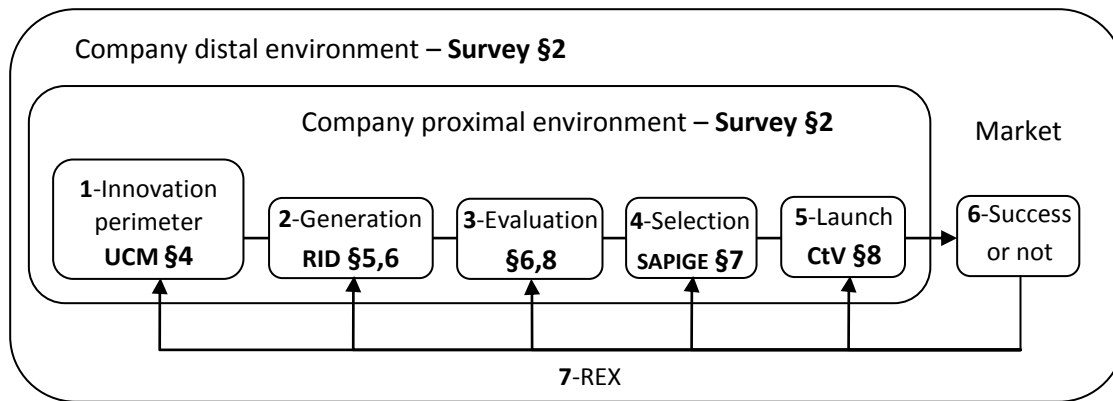 Company distal environment – Survey §2
Company proximal environment – Survey §2
Market
1-Innovation
perimeter
UCM §4
2-Generation
RID §5,6
3-Evaluation
§6,8
4-Selection
SAPIGE §7
5-Launch
CtV §8
6-Success
or not
7-REX